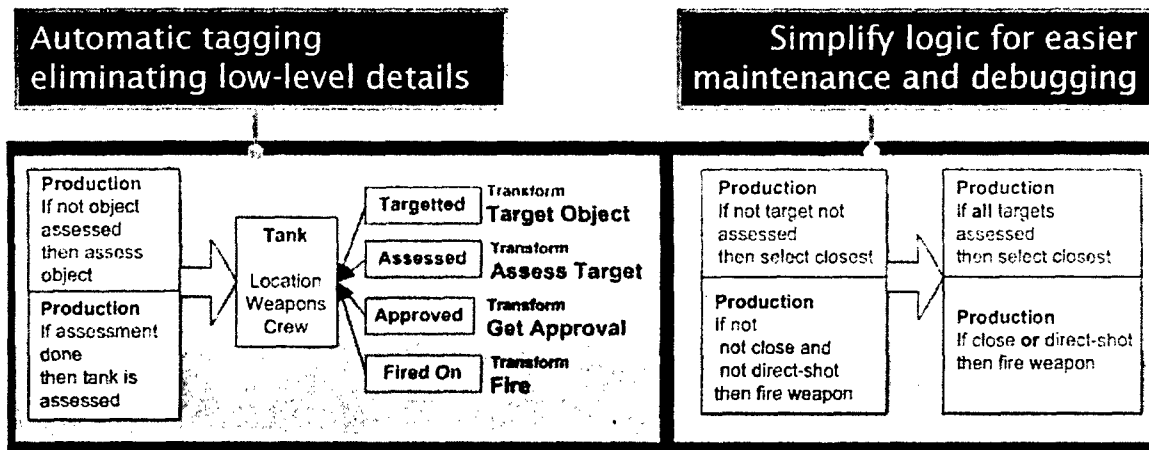 Automatic tagging
eliminating low-level details
Simplify logic for easier
maintenance and debugging
Production
If not object
assessed
then assess
object
Production
If assessment
done
then tank is
assessed
Tank
Location
Weapons
Crew
Targetted
Transform
Target Object
Assessed
Transform
Assess Target
Approved
Transform
Get Approval
Fired On
Transform
Fire
Production
If not target not
assessed
then select closest
Production
If not
not close and
not direct-shot
then fire weapon
Production
If all targets
assessed
then select closest
Production
If close or direct-shot
then fire weapon